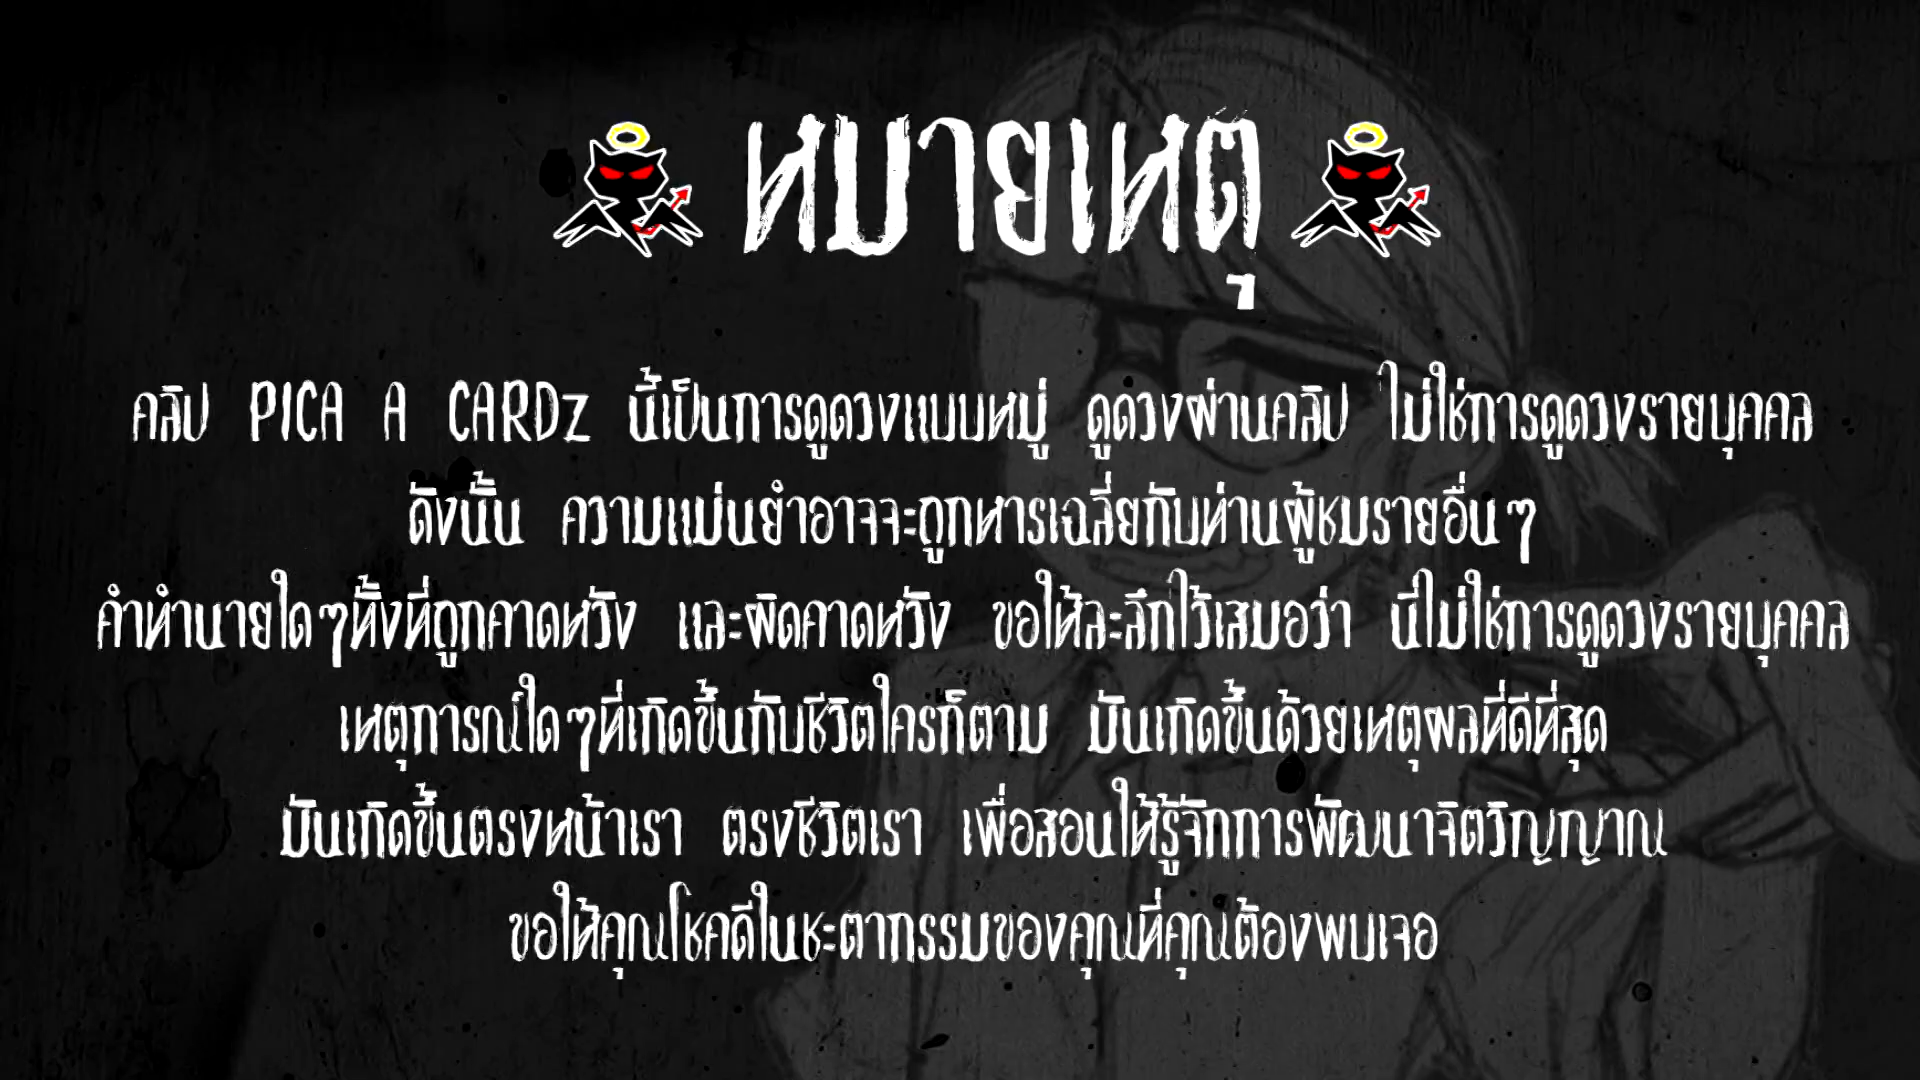 หมายเหตุ
คลิป PICA A CARDz นี้เป็นการดูดวงแบบหมู่ ดูดวงผ่านคลิป ไม่ใช่การดูดวงรายบุคคล
ดังนั้น ความแม่นยำอาจจะถูกหารเฉลี่ยกับท่านผู้ชมรายอื่นๆ
คำทำนายใดๆทั้งที่ถูกคาดหวัง และผิดคาดหวัง ขอให้ละลึกไว้เสมอว่า นี่ไม่ใช่การดูดวงรายบุคคล
เหตุการณ์ใดๆที่เกิดขึ้นกับชีวิตใครก็ตาม มันเกิดขึ้นด้วยเหตุผลที่ดีที่สุด
มันเกิดขึ้นตรงหน้าเรา ตรงชีวิตเรา เพื่อสอนให้รู้จักการพัฒนาจิตวิญญาณ
ขอให้คุณโชคดีในชะตากรรมของคุณที่คุณต้องพบเจอ